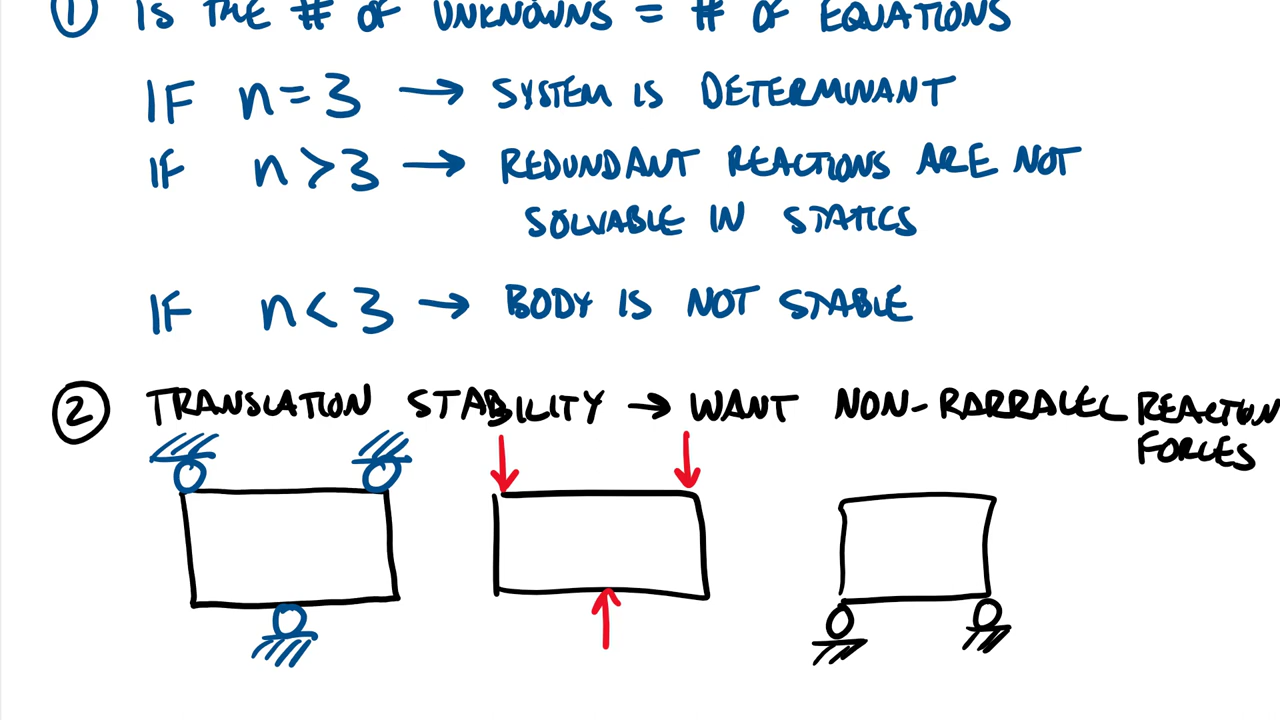 ① IS THE # OF UNKNOWNS = # OF EQUATIONS
IF n = 3 → SYSTEM IS DETERMINANT
IF n > 3 → REDUNDANT REACTIONS ARE NOT
SOLVABLE IN STATICS
IF n < 3 → BODY IS NOT STABLE
② TRANSLATION STABILITY → WANT NON-PARRALEL REACTION
FORCES